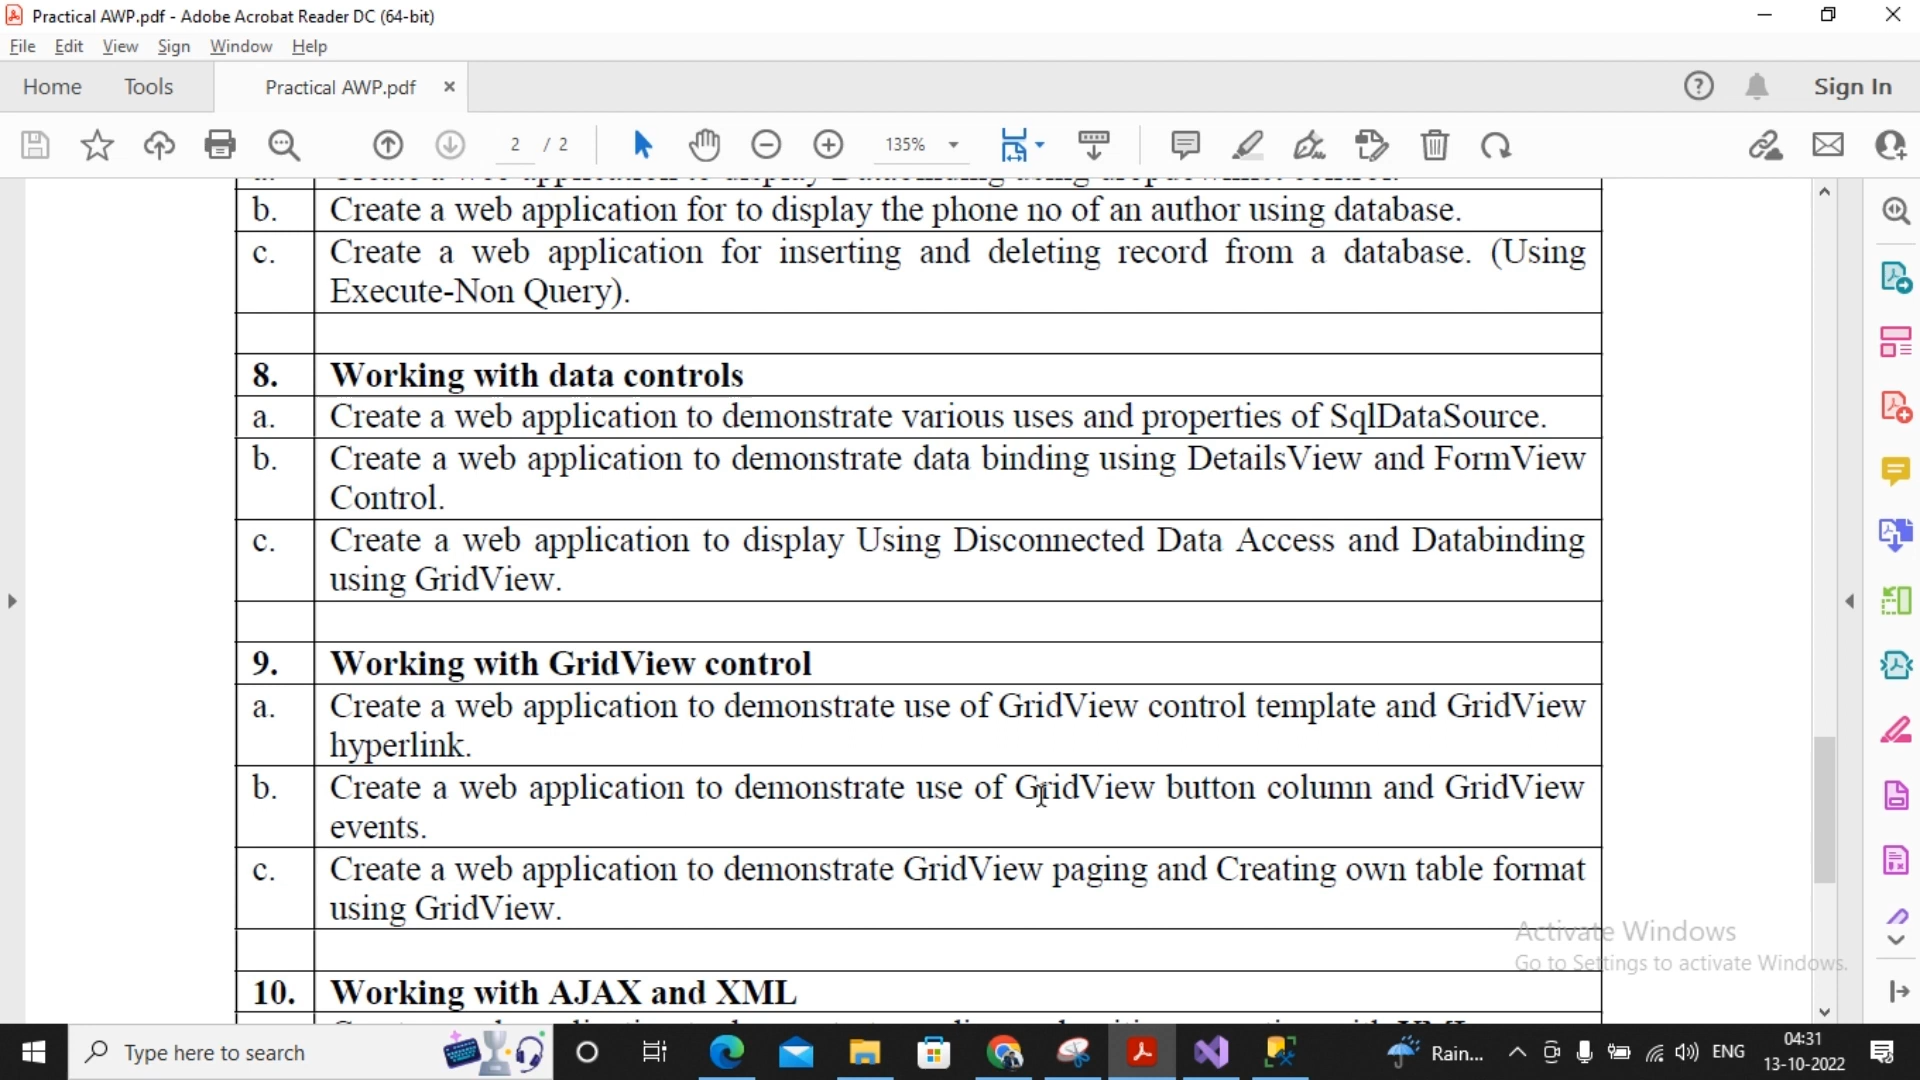 Practical AWP.pdf - Adobe Acrobat Reader DC (64-bit)
File Edit View Sign Window Help
Home Tools Practical AWP.pdf × Sign In
2 / 2 135%
b. Create a web application for to display the phone no of an author using database.
c. Create a web application for inserting and deleting record from a database. (Using
Execute-Non Query).
8. Working with data controls
a. Create a web application to demonstrate various uses and properties of SqlDataSource.
b. Create a web application to demonstrate data binding using DetailsView and FormView
Control.
c. Create a web application to display Using Disconnected Data Access and Databinding
using GridView.
9. Working with GridView control
a. Create a web application to demonstrate use of GridView control template and GridView
hyperlink.
b. Create a web application to demonstrate use of GridView button column and GridView
events.
c. Create a web application to demonstrate GridView paging and Creating own table format
using GridView.
Activate Windows
Go to Settings to activate Windows.
10. Working with AJAX and XML
Type here to search
Rain... ENG 04:31
13-10-2022